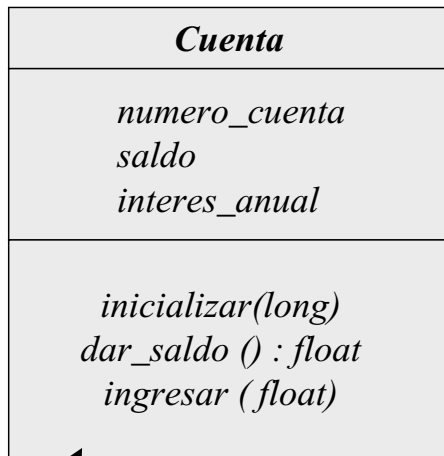 Cuenta
numero_cuenta
saldo
interes_anual
inicializar(long)
dar_saldo () : float
ingresar ( float)